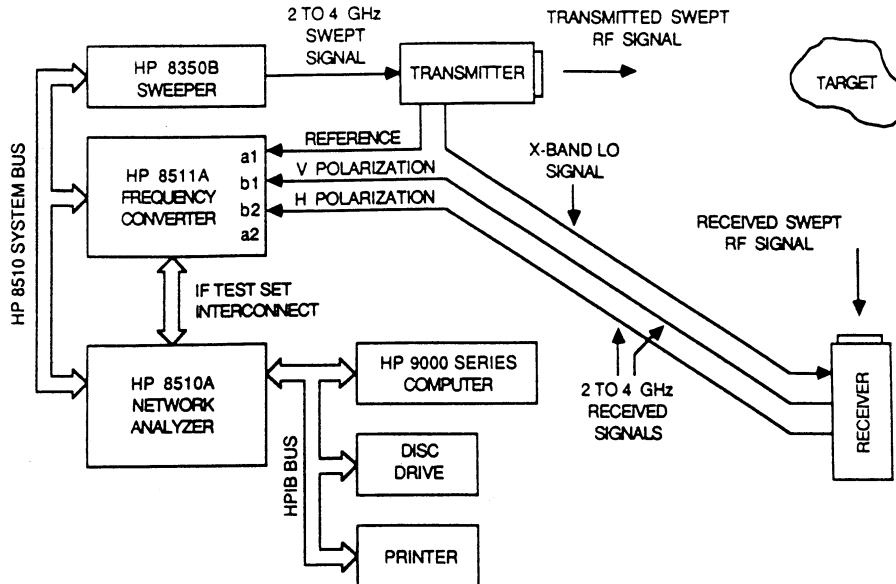 2 TO 4 GHz
SWEPT
SIGNAL
TRANSMITTED SWEPT
RF SIGNAL
HP 8350B
SWEEPER
TRANSMITTER
TARGET
REFERENCE
a1
V POLARIZATION
b1
H POLARIZATION
b2
a2
HP 8511A
FREQUENCY
CONVERTER
X-BAND LO
SIGNAL
RECEIVED SWEPT
RF SIGNAL
HP 8510 SYSTEM BUS
IF TEST SET
INTERCONNECT
HP 8510A
NETWORK
ANALYZER
HP 9000 SERIES
COMPUTER
2 TO 4 GHz
RECEIVED
SIGNALS
RECEIVER
HPIB BUS
DISC
DRIVE
PRINTER